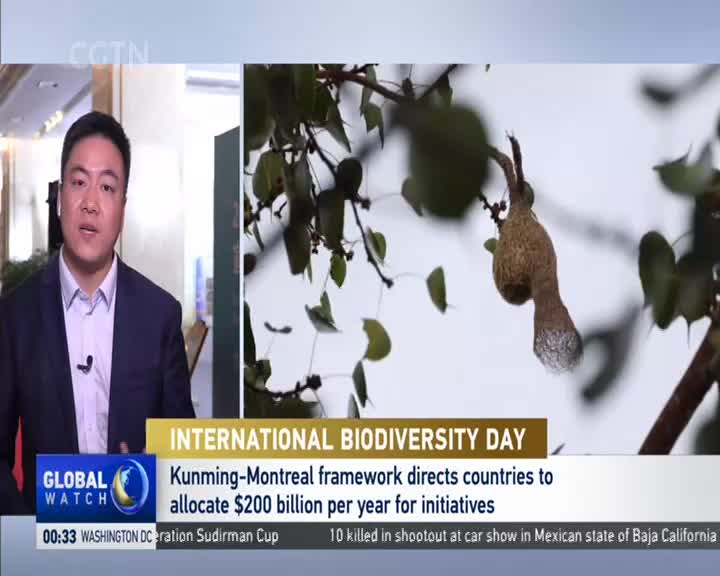 CGTN
INTERNATIONAL BIODIVERSITY DAY
Kunming-Montreal framework directs countries to
allocate $200 billion per year for initiatives
GLOBAL
WATCH
00:33 WASHINGTON DC
eration Sudirman Cup 10 killed in shootout at car show in Mexican state of Baja California